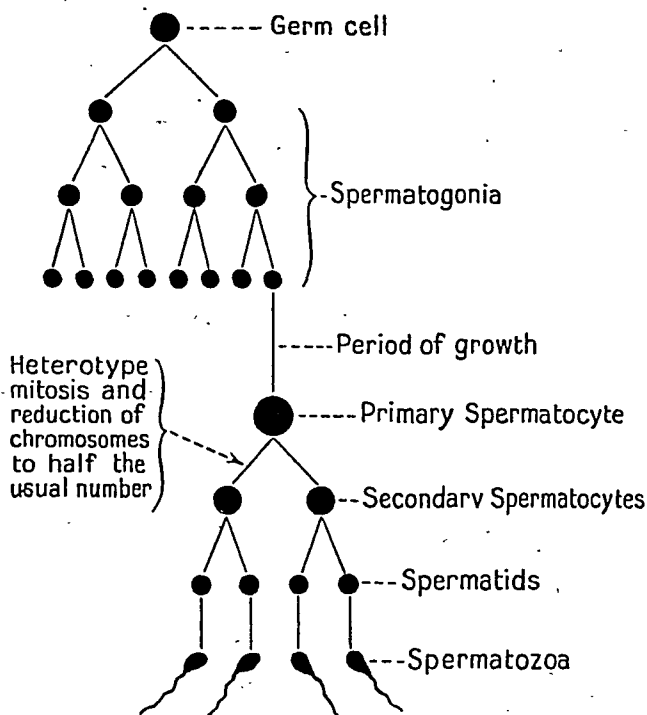 Germ cell
Spermatogonia
Period of growth
Heterotype
mitosis and
reduction of
chromosomes
to half the
usual number
Primary Spermatocyte
Secondary Spermatocytes
Spermatids
Spermatozoa